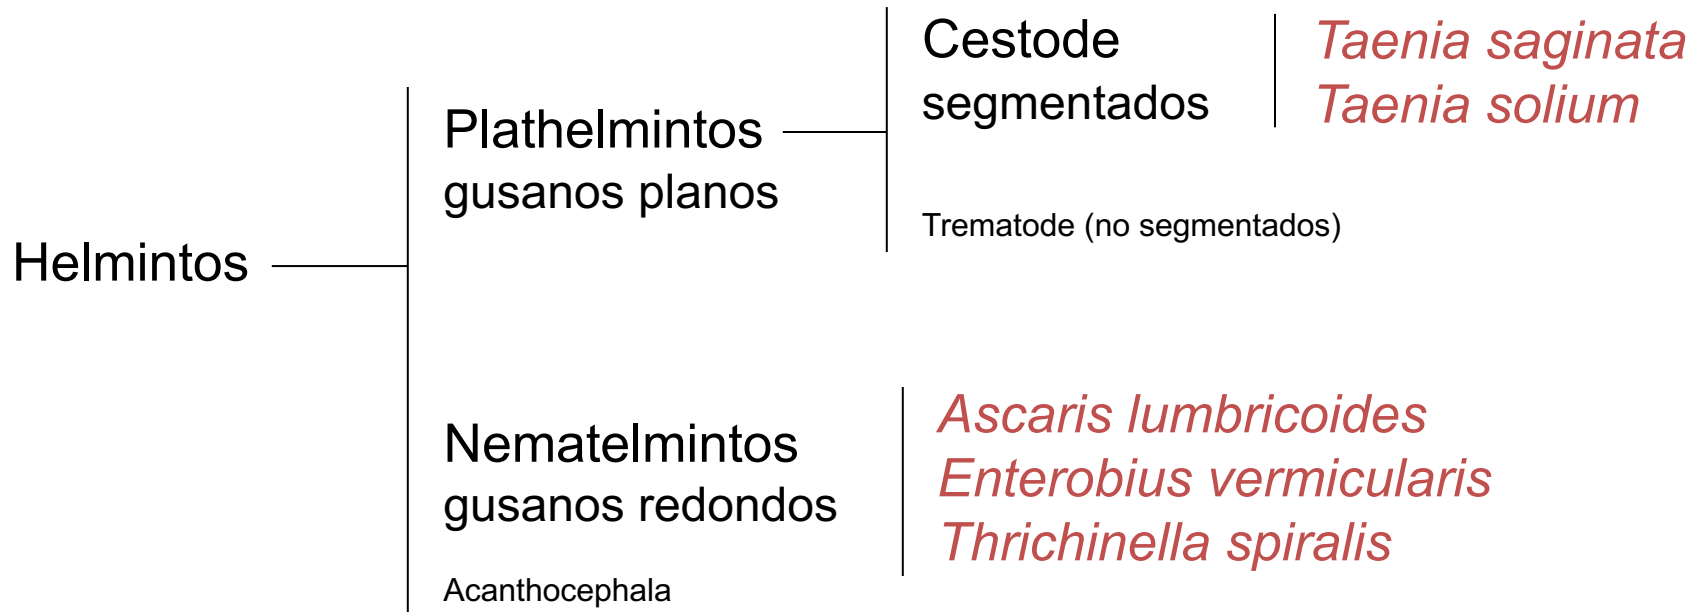 Helmintos
Plathelmintos
gusanos planos
Cestode
segmentados
Taenia saginata
Taenia solium
Trematode (no segmentados)
Nematelmintos
gusanos redondos
Ascaris lumbricoides
Enterobius vermicularis
Thrichinella spiralis
Acanthocephala